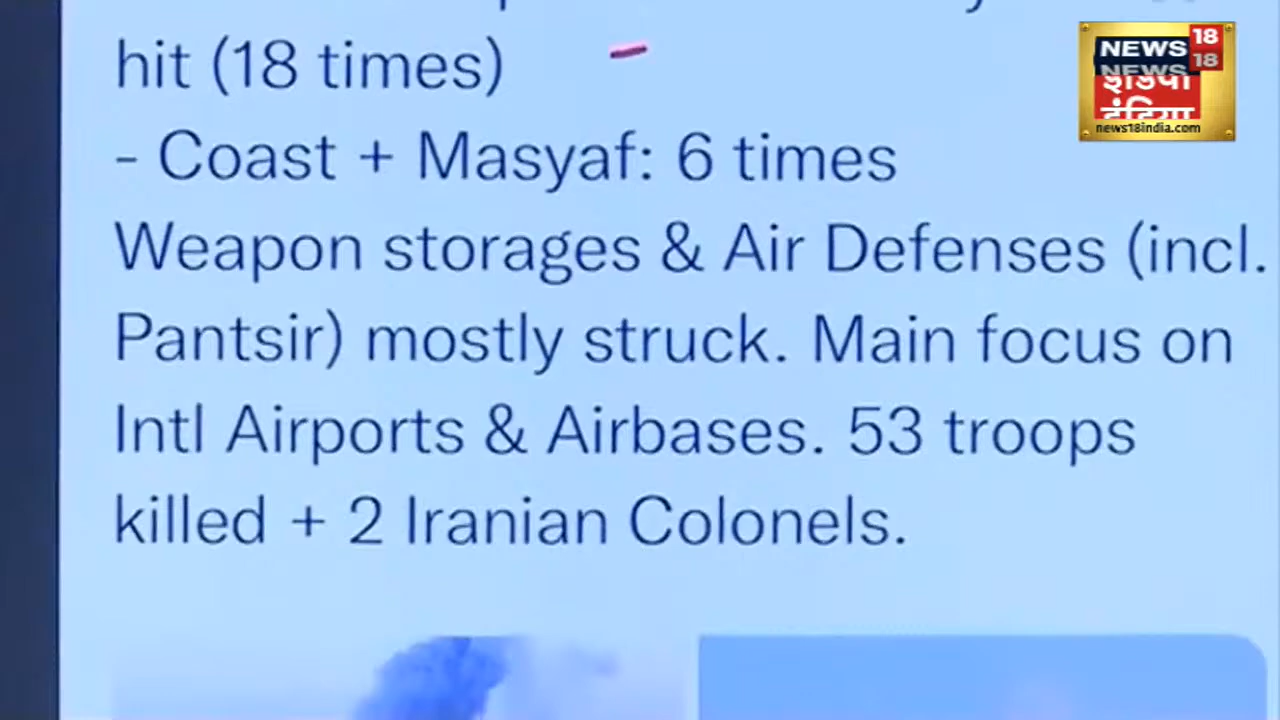 hit (18 times)
- Coast + Masyaf: 6 times
Weapon storages & Air Defenses (incl.
Pantsir) mostly struck. Main focus on
Intl Airports & Airbases. 53 troops
killed + 2 Iranian Colonels.
NEWS 18
NEWS 18
इंडिया
इंडिया
news18india.com